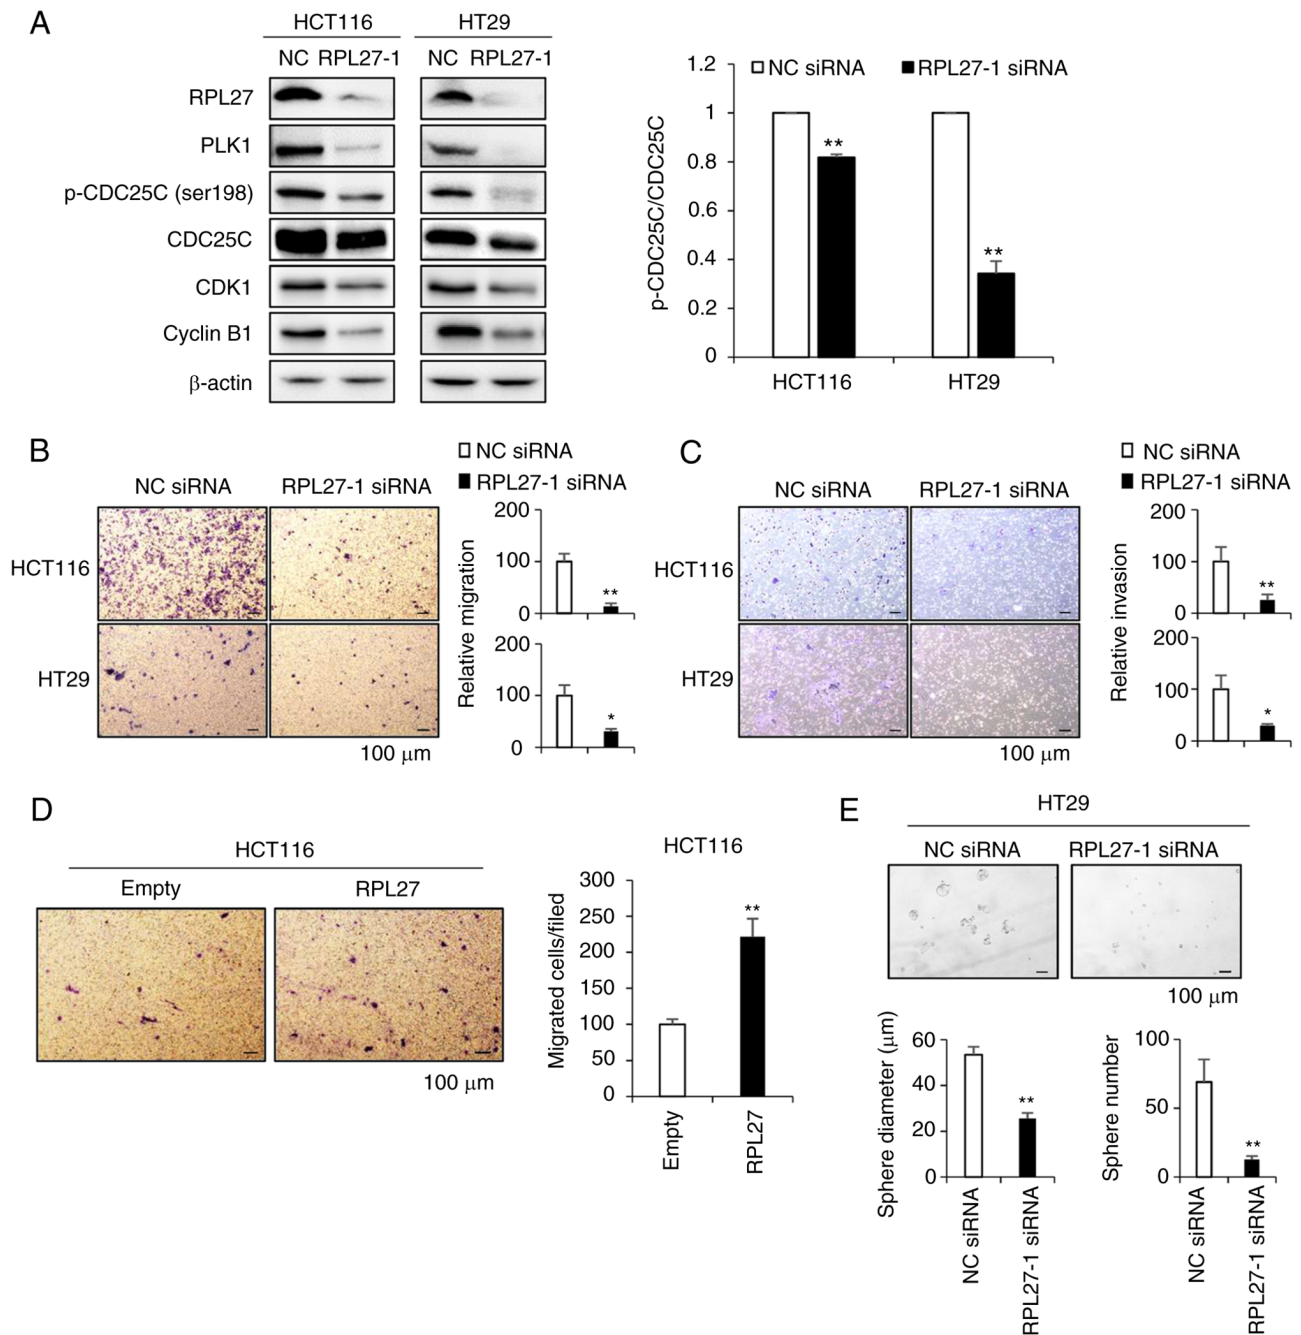 A
HCT116
HT29
NC RPL27-1
NC RPL27-1
RPL27
PLK1
p-CDC25C (ser198)
CDC25C
CDK1
Cyclin B1
β-actin
NC siRNA
RPL27-1 siRNA
p-CDC25C/CDC25C
1.2
1
0.8
0.6
0.4
0.2
0
**
**
HCT116
HT29
B
NC siRNA
RPL27-1 siRNA
NC siRNA
RPL27-1 siRNA
HCT116
HT29
100 μm
Relative migration
200
100
0
**
200
100
0
*
C
NC siRNA
RPL27-1 siRNA
NC siRNA
RPL27-1 siRNA
HCT116
HT29
100 μm
Relative invasion
200
100
0
**
200
100
0
*
D
HCT116
Empty
RPL27
100 μm
HCT116
Migrated cells/filed
300
250
200
150
100
50
0
**
Empty
RPL27
E
HT29
NC siRNA
RPL27-1 siRNA
100 μm
Sphere diameter (μm)
60
40
20
0
**
NC siRNA
RPL27-1 siRNA
Sphere number
100
50
0
**
NC siRNA
RPL27-1 siRNA